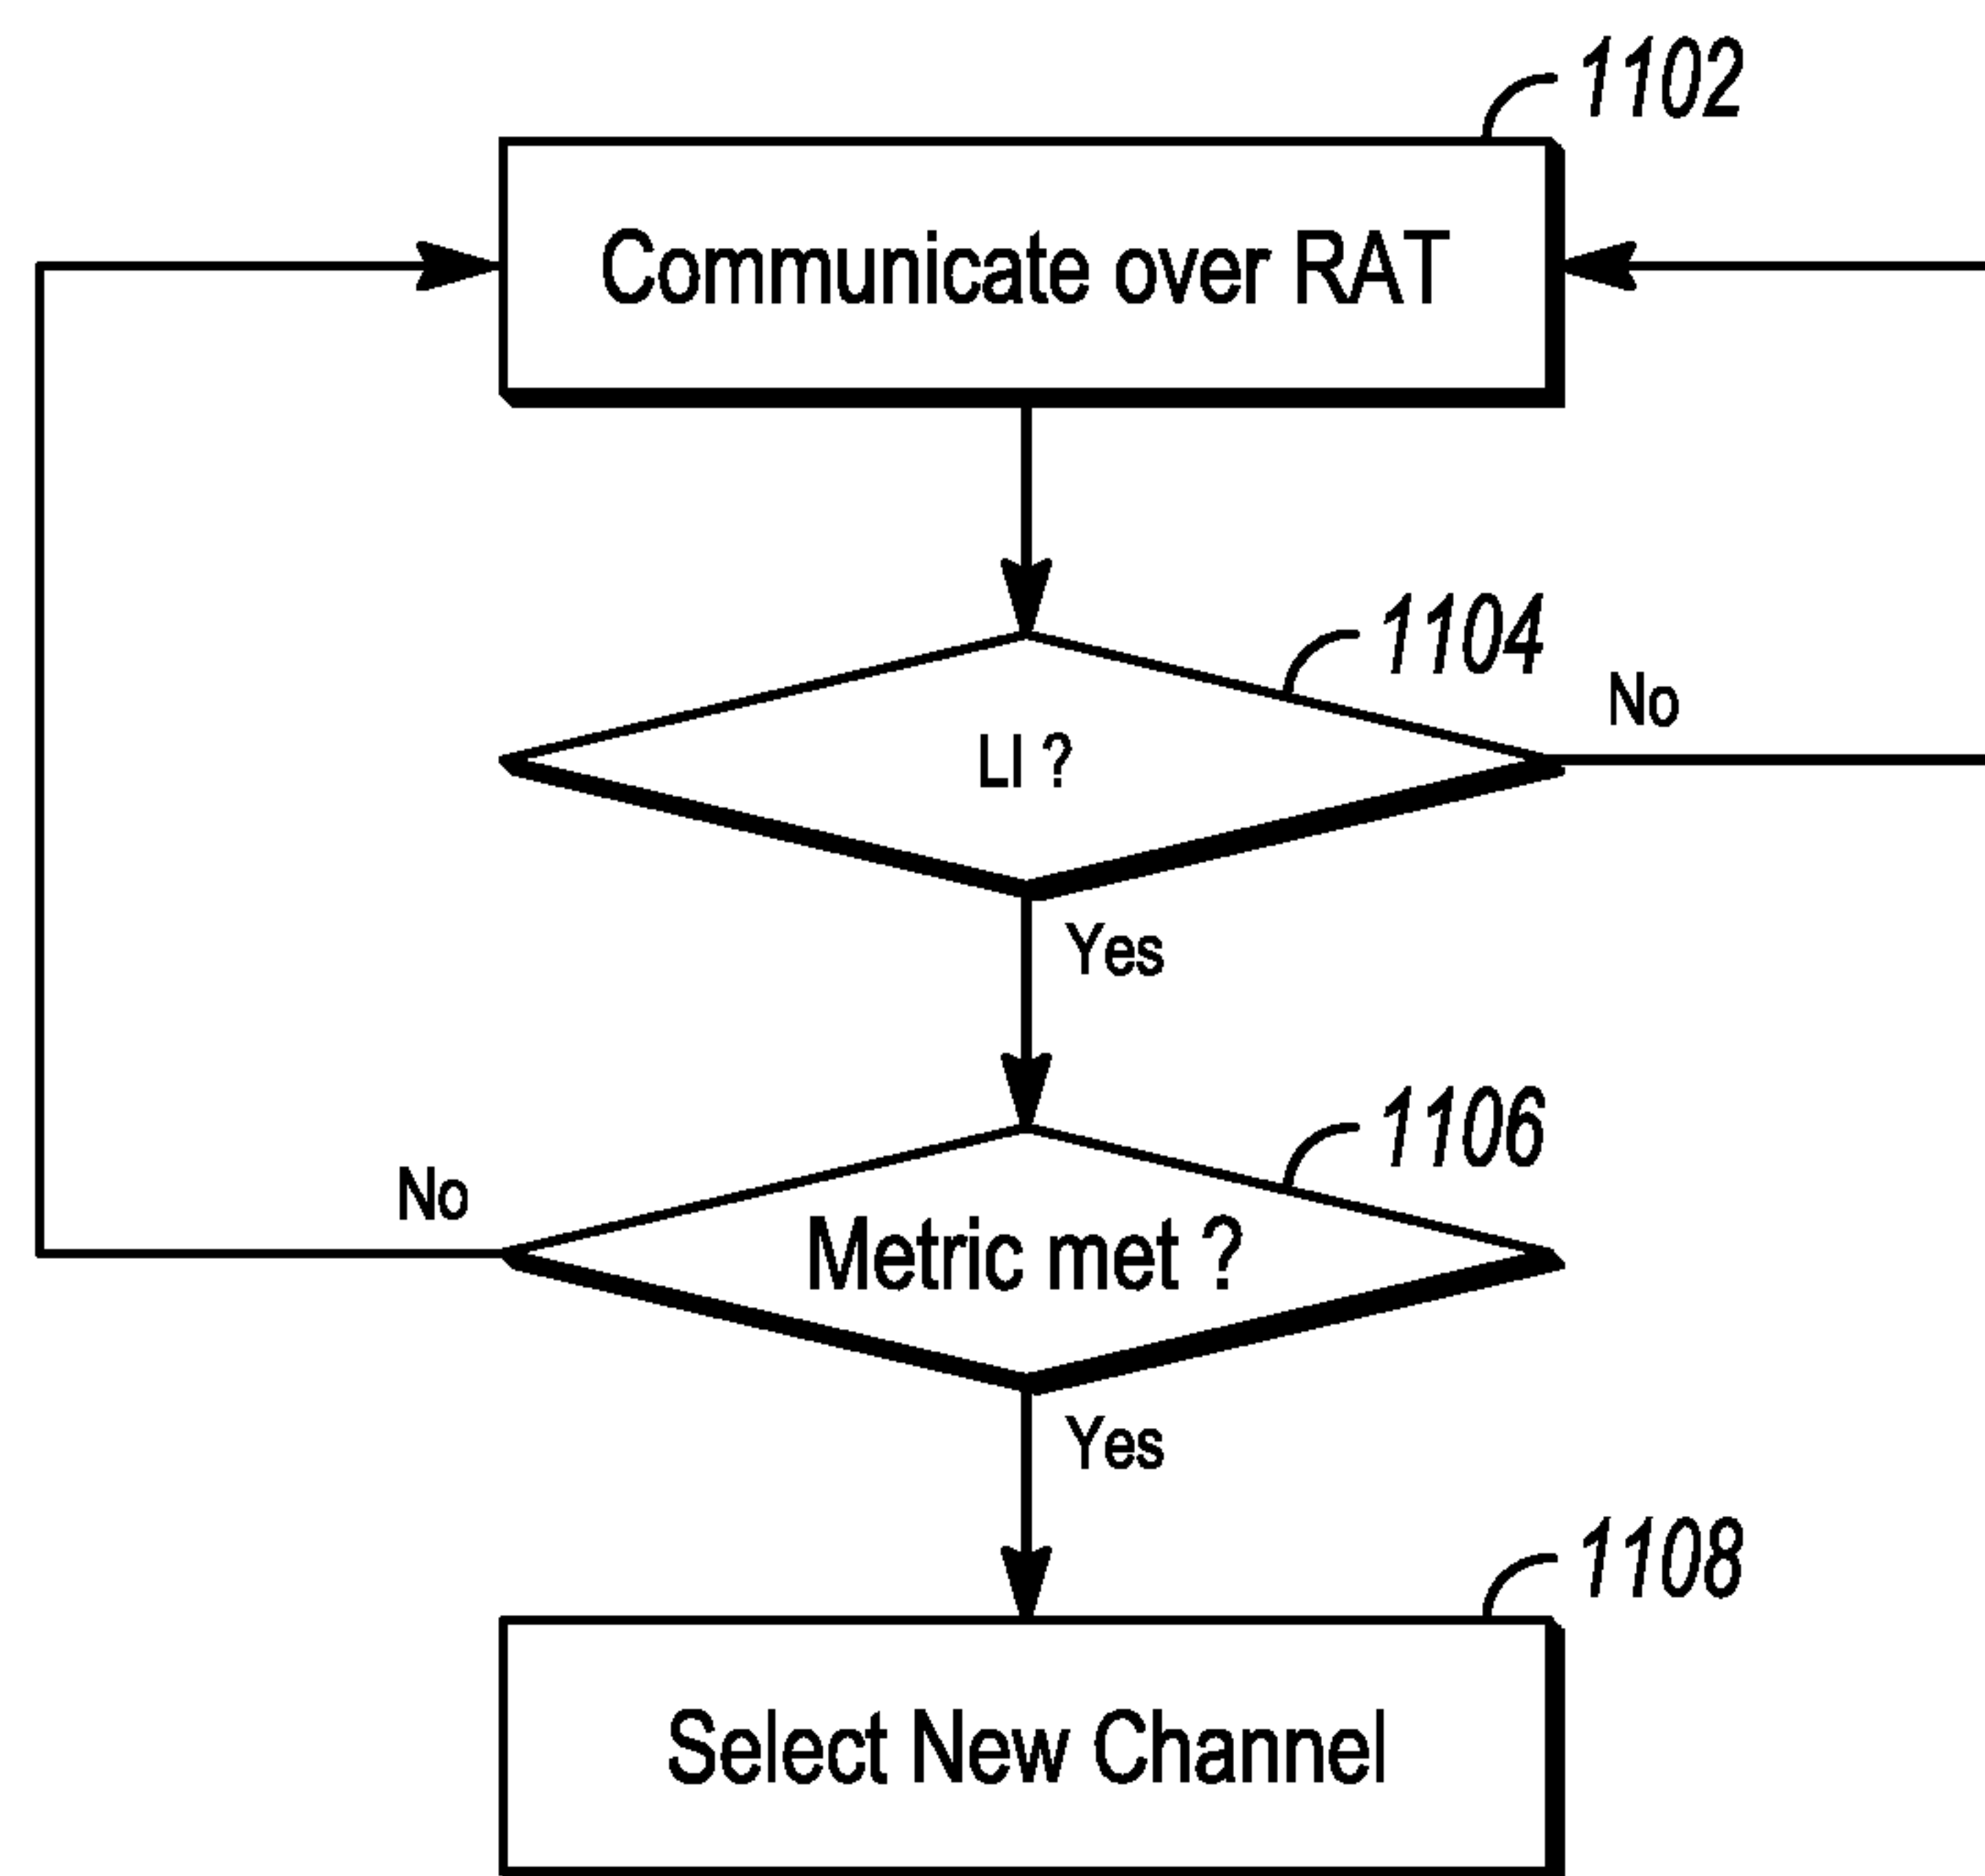 1102
Communicate over RAT
1104
No
LI ?
Yes
1106
No
Metric met ?
Yes
1108
Select New Channel